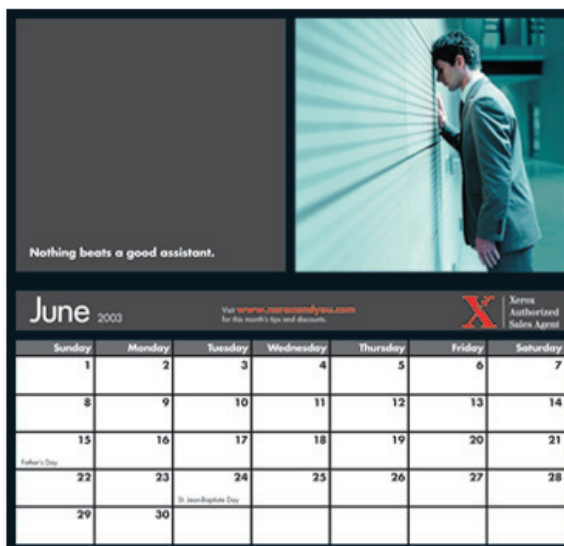 Nothing beats a good assistant.
June 2003
Visit www.xeroxandyou.com
for this month's tips and discounts.
X
Xerox
Authorized
Sales Agent
Sunday Monday Tuesday Wednesday Thursday Friday Saturday
1 2 3 4 5 6 7
8 9 10 11 12 13 14
15 16 17 18 19 20 21
Father's Day
22 23 24 25 26 27 28
St. Jean-Baptiste Day
29 30